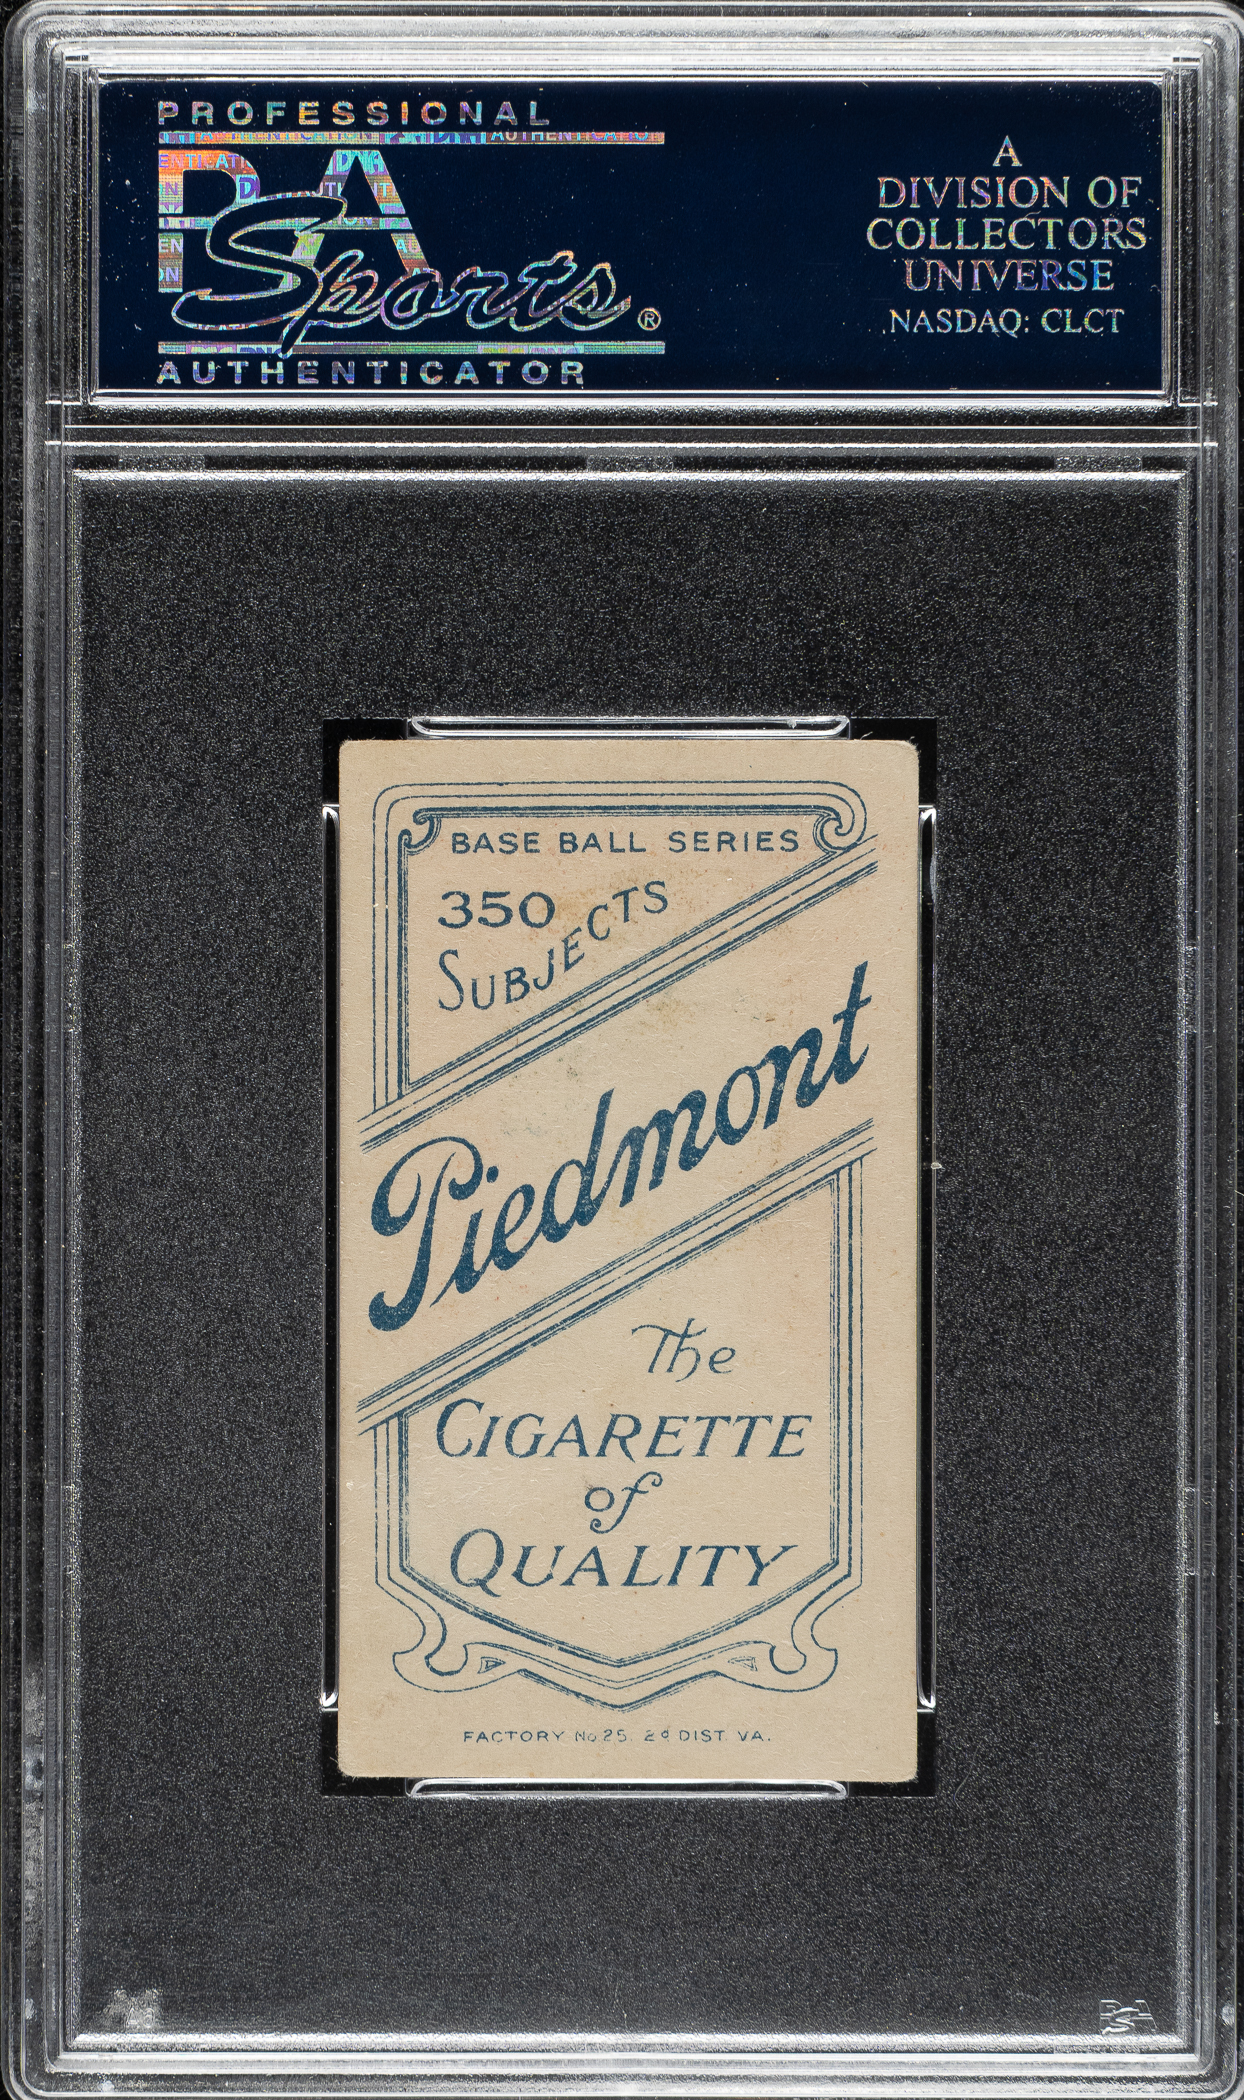 PROFESSIONAL
PSA
Sports®
AUTHENTICATOR
A
DIVISION OF
COLLECTORS
UNIVERSE
NASDAQ: CLCT
BASE BALL SERIES
350
SUBJECTS
Piedmont
The
CIGARETTE
of
QUALITY
FACTORY No 25. 2d DIST. VA.
PSA